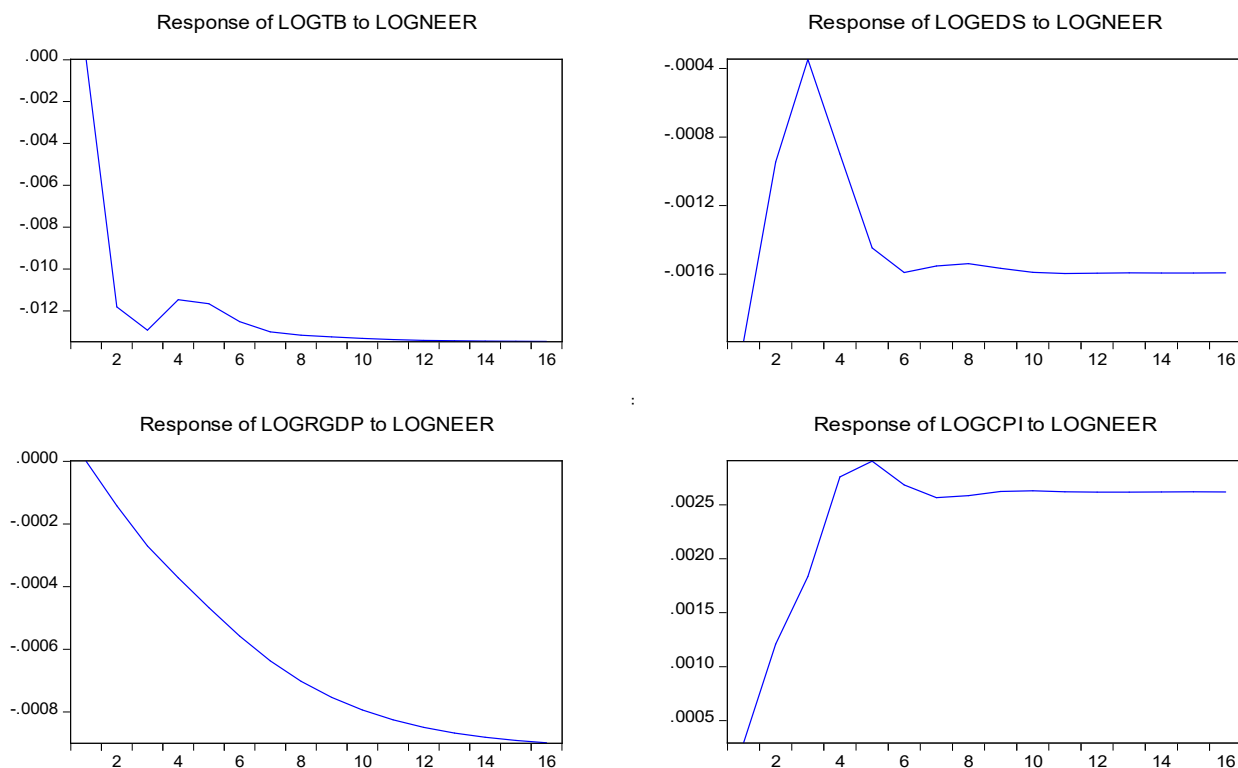 Response of LOGTB to LOGNEER
.000
-.002
-.004
-.006
-.008
-.010
-.012
2 4 6 8 10 12 14 16
Response of LOGEDS to LOGNEER
-.0004
-.0008
-.0012
-.0016
2 4 6 8 10 12 14 16
:
Response of LOGRGDP to LOGNEER
.0000
-.0002
-.0004
-.0006
-.0008
2 4 6 8 10 12 14 16
Response of LOGCPI to LOGNEER
.0025
.0020
.0015
.0010
.0005
2 4 6 8 10 12 14 16